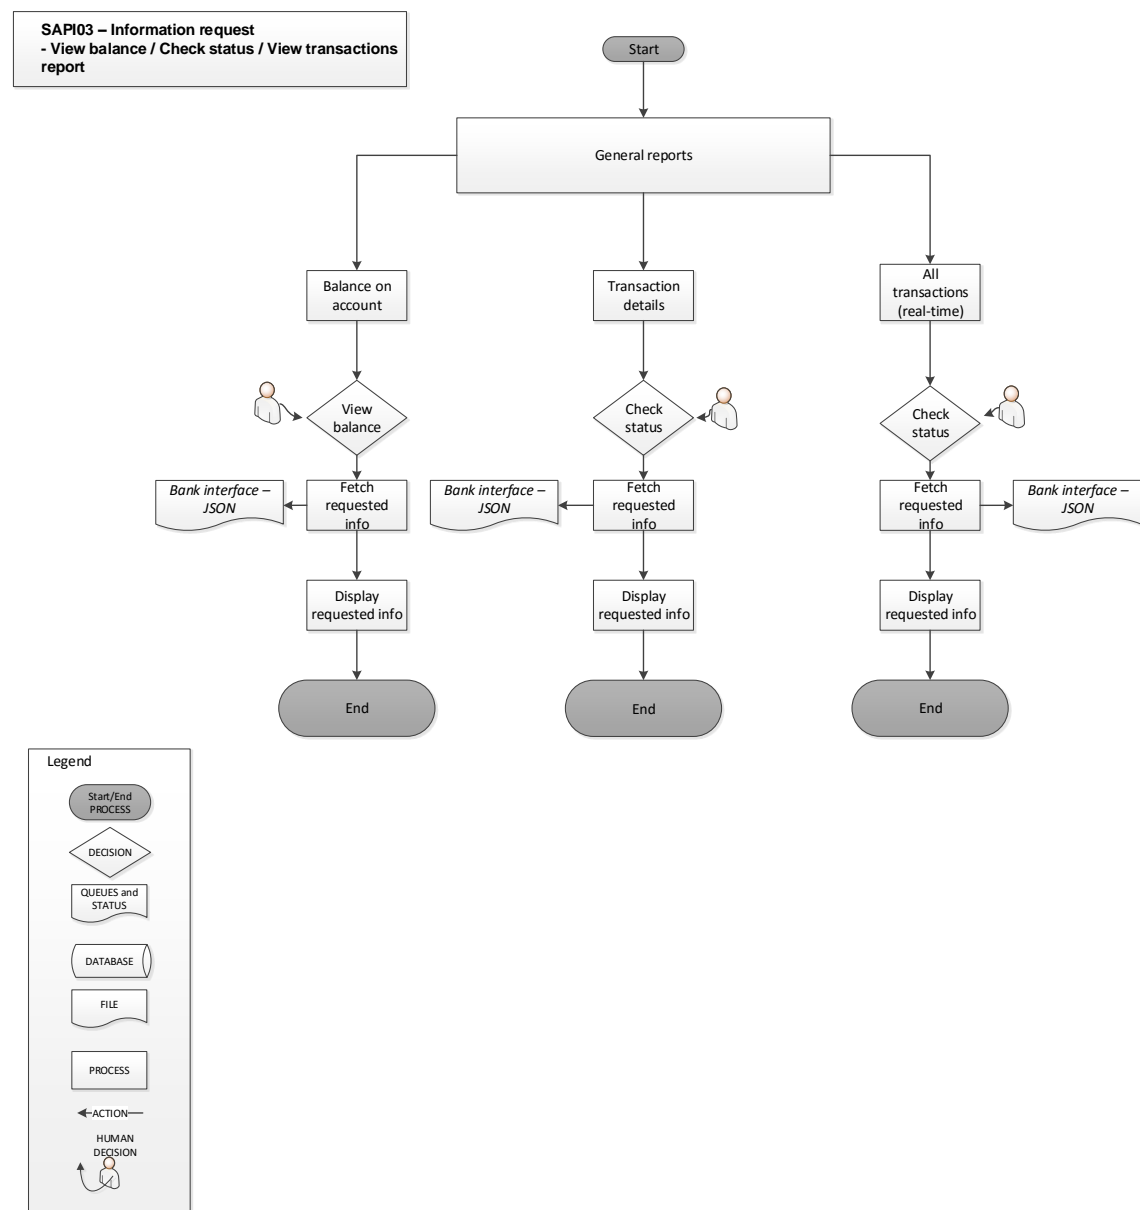 SAPI03 – Information request
- View balance / Check status / View transactions
report
Start
General reports
Balance on
account
Transaction
details
All
transactions
(real-time)
View
balance
Check
status
Check
status
Bank interface –
JSON
Fetch
requested
info
Bank interface –
JSON
Fetch
requested
info
Fetch
requested
info
Bank interface –
JSON
Display
requested info
Display
requested info
Display
requested info
End
End
End
Legend
Start/End
PROCESS
DECISION
QUEUES and
STATUS
DATABASE
FILE
PROCESS
ACTION
HUMAN
DECISION